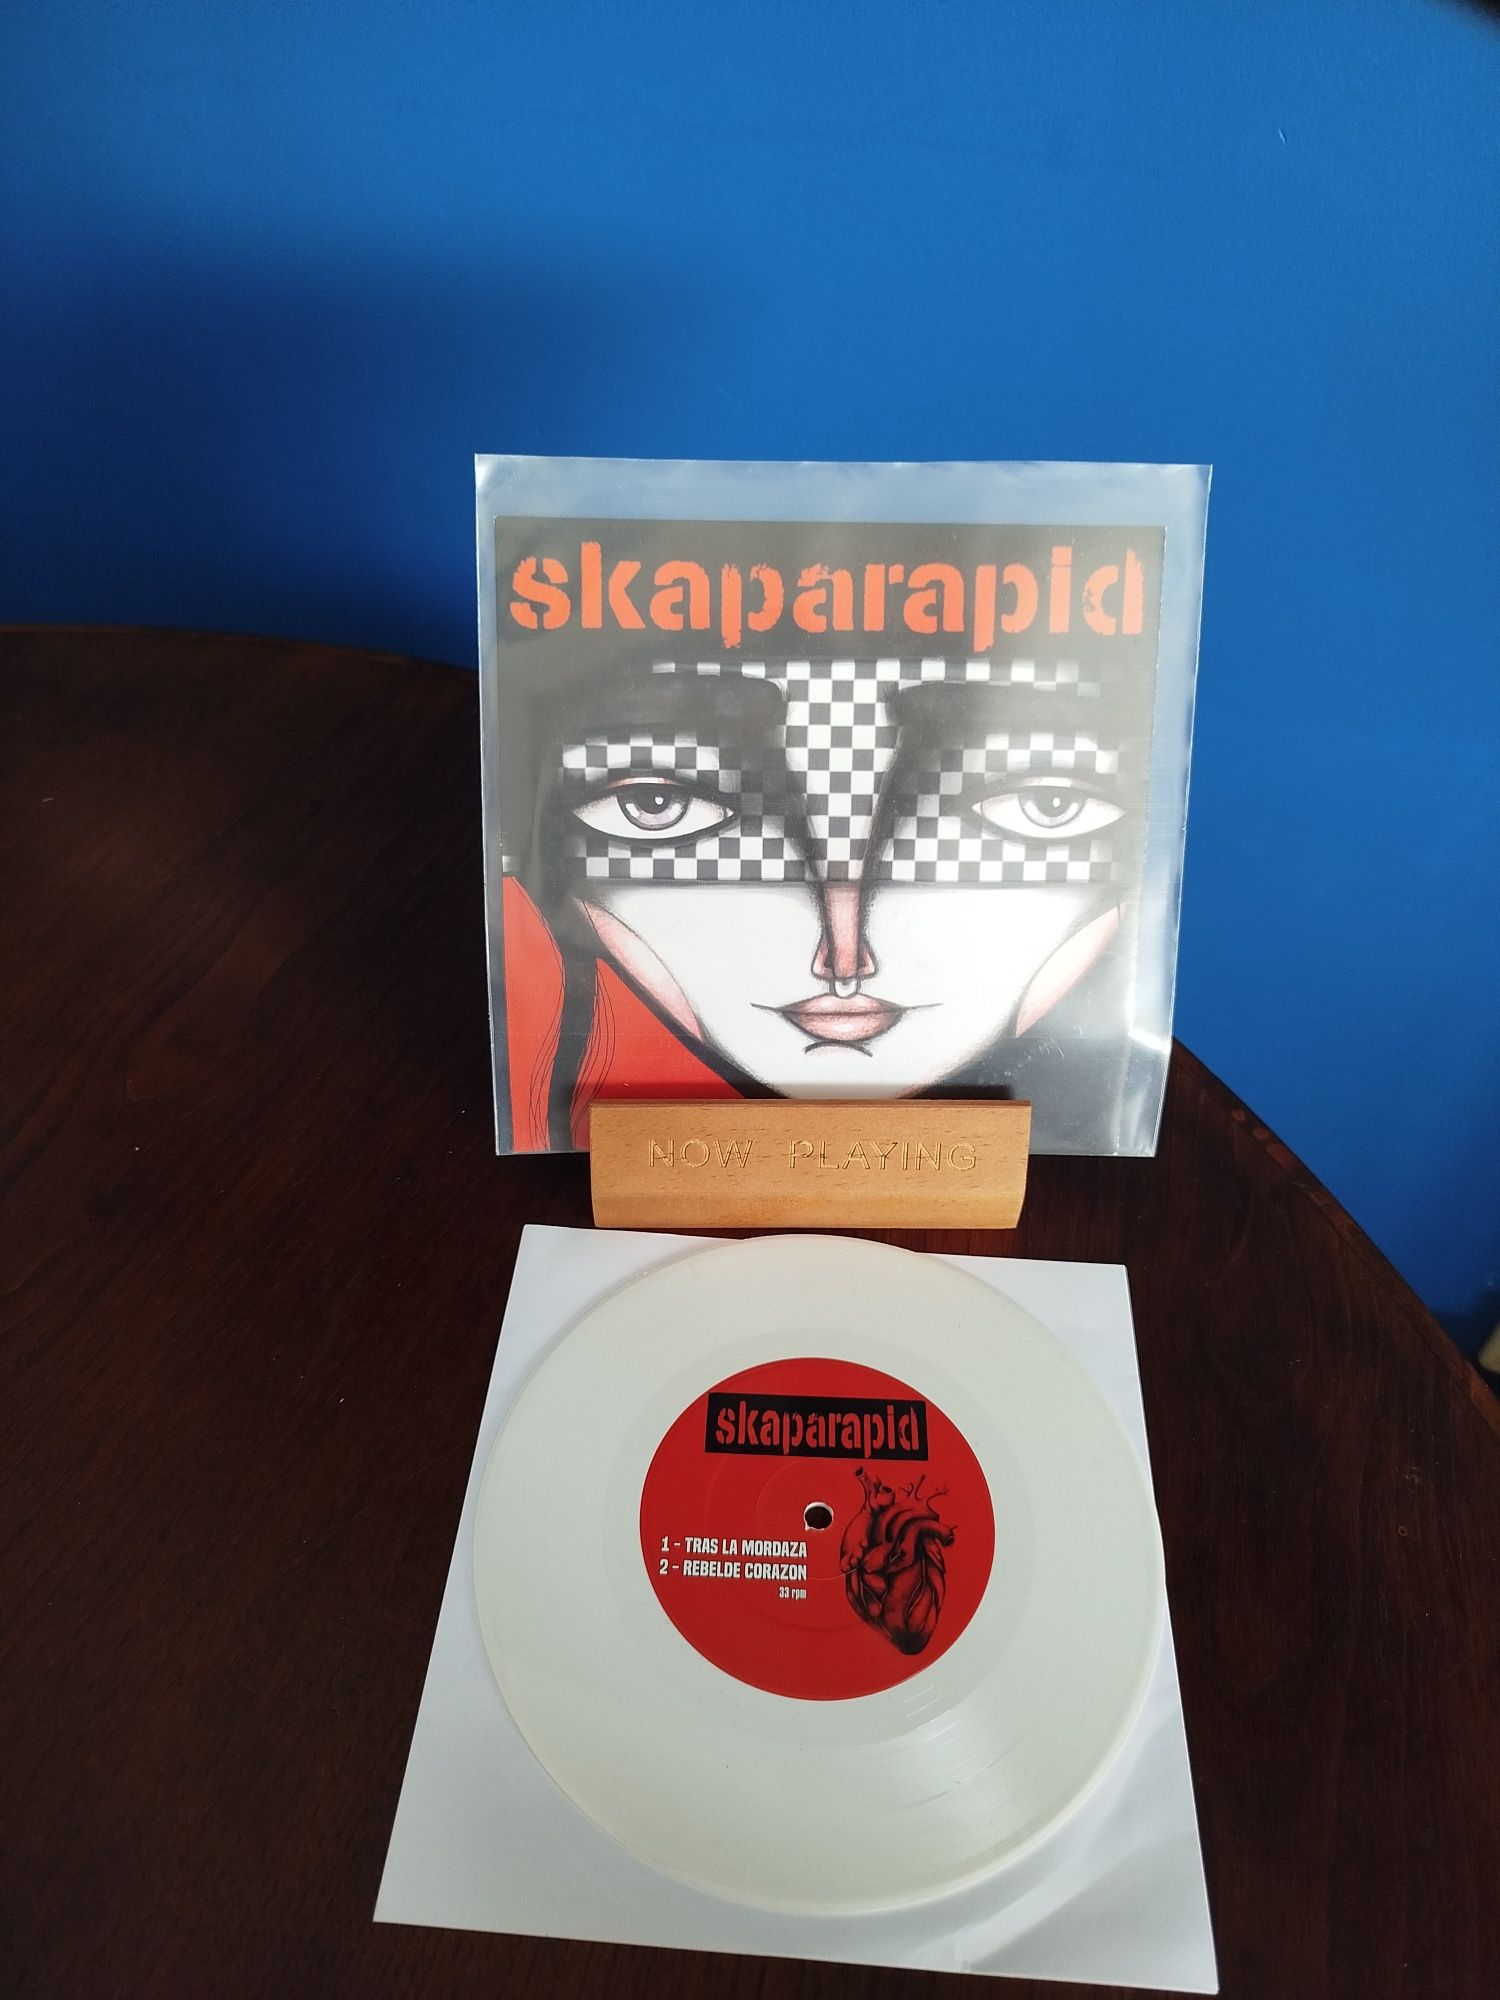 skaparapid
NOW PLAYING
skaparapid
1 - TRAS LA MORDAZA
2 - REBELDE CORAZON
33 rpm